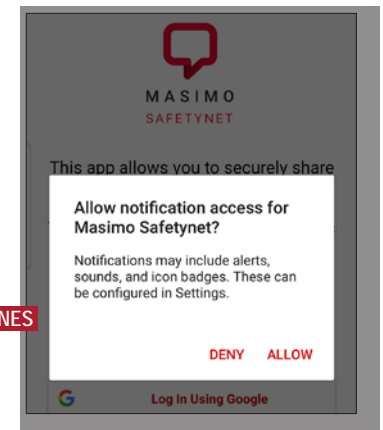 MASIMO
SAFETYNET
This app allows you to securely share
Allow notification access for
Masimo Safetynet?
Notifications may include alerts,
sounds, and icon badges. These can
be configured in Settings.
NES
DENY ALLOW
G Log In Using Google